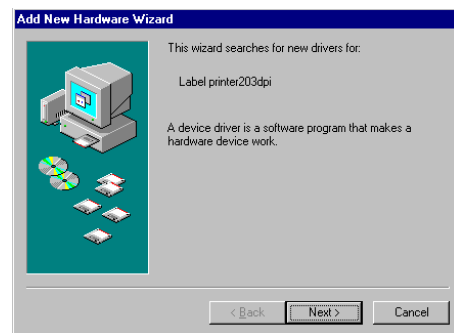 Add New Hardware Wizard
This wizard searches for new drivers for:
Label printer203dpi
A device driver is a software program that makes a
hardware device work.
< Back
Next >
Cancel